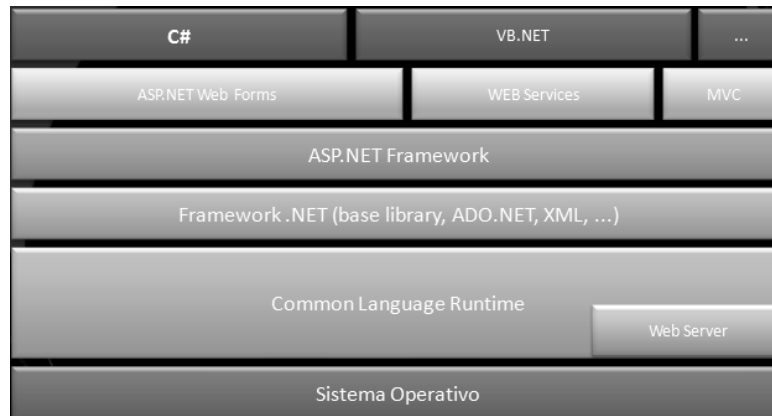 C#
VB.NET
...
ASP.NET Web Forms
WEB Services
MVC
ASP.NET Framework
Framework .NET (base library, ADO.NET, XML, ...)
Common Language Runtime
Web Server
Sistema Operativo